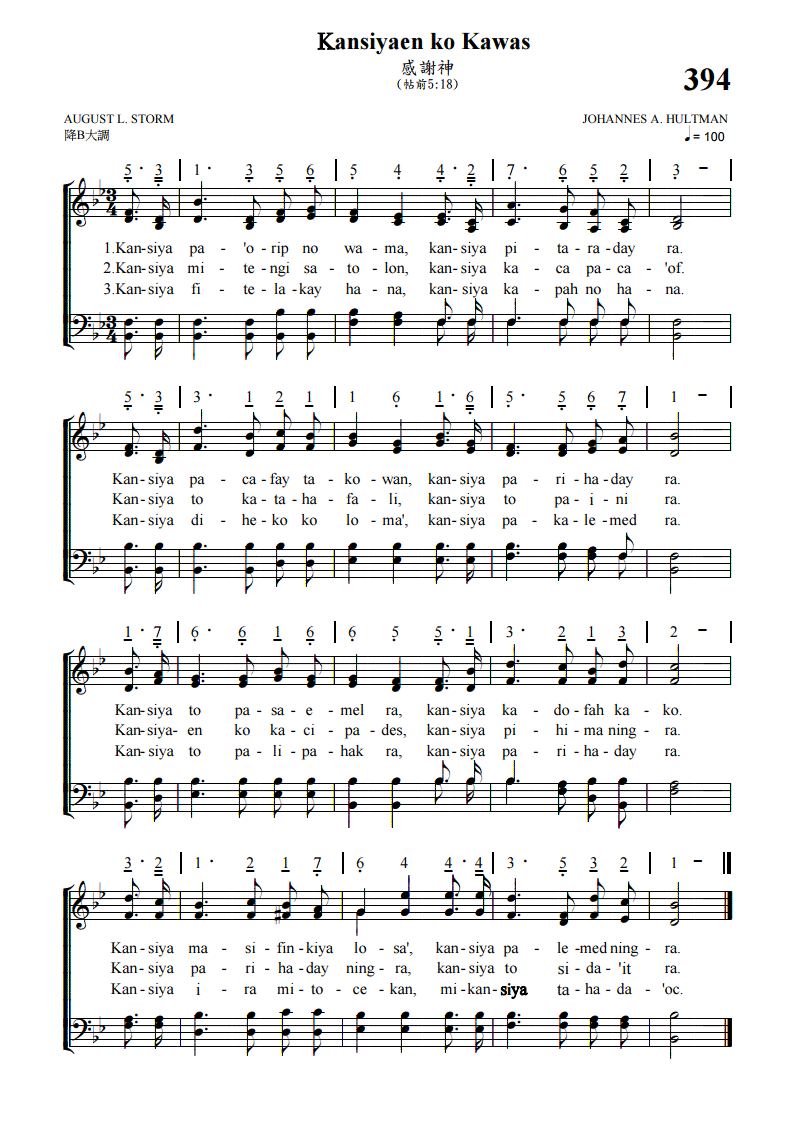 Kansiyaen ko Kawas
感謝神
(帖前5:18)
394
AUGUST L. STORM
JOHANNES A. HULTMAN
降B大調
♩ = 100
5 · 3 | 1 · 3 5 6 | 5 4 4 · 2 | 7 · 6 5 2 | 3 –
1.Kan-siya pa - 'o-rip no wa-ma, kan-siya pi - ta-ra-day ra.
2.Kan-siya mi - te-ngi sa-to-lon, kan-siya ka - ca pa-ca-'of.
3.Kan-siya fi - te-la-kay ha-na, kan-siya ka-pah no ha-na.
5 · 3 | 3 · 1 2 1 | 1 6 1 · 6 | 5 · 5 6 7 | 1 –
Kan-siya pa - ca-fay ta-ko-wan, kan-siya pa - ri-ha-day ra.
Kan-siya to ka-ta-ha-fa-li, kan-siya to pa-i-ni ra.
Kan-siya di-he-ko ko lo-ma', kan-siya pa-ka-le-med ra.
1 · 7 | 6 · 6 1 6 | 6 5 5 · 1 | 3 · 2 1 3 | 2 –
Kan-siya to pa-sa-e-mel ra, kan-siya ka-do-fah ka-ko.
Kan-siya-en ko ka-ci-pa-des, kan-siya pi-hi-ma ning-ra.
Kan-siya to pa-li-pa-hak ra, kan-siya pa-ri-ha-day ra.
3 · 2 | 1 · 2 1 7 | 6 4 4 · 4 | 3 · 5 3 2 | 1 –
Kan-siya ma-si-fin-kiya lo-sa', kan-siya pa-le-med ning-ra.
Kan-siya pa-ri-ha-day ning-ra, kan-siya to si-da-'it ra.
Kan-siya i-ra mi-to-ce-kan, mi-kan-siya ta-ha-da-'oc.